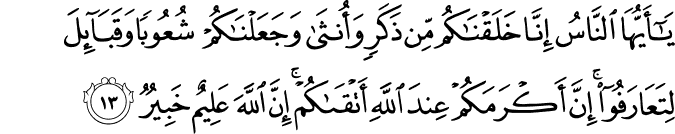 يَـٰٓأَيُّهَا ٱلنَّاسُ إِنَّا خَلَقْنَـٰكُم مِّن ذَكَرٍ وَأُنثَىٰ وَجَعَلْنَـٰكُمْ شُعُوبًا وَقَبَآئِلَ
لِتَعَارَفُوٓا۟ ۚ إِنَّ أَكْرَمَكُمْ عِندَ ٱللَّهِ أَتْقَىٰكُمْ ۚ إِنَّ ٱللَّهَ عَلِيمٌ خَبِيرٌ ١٣